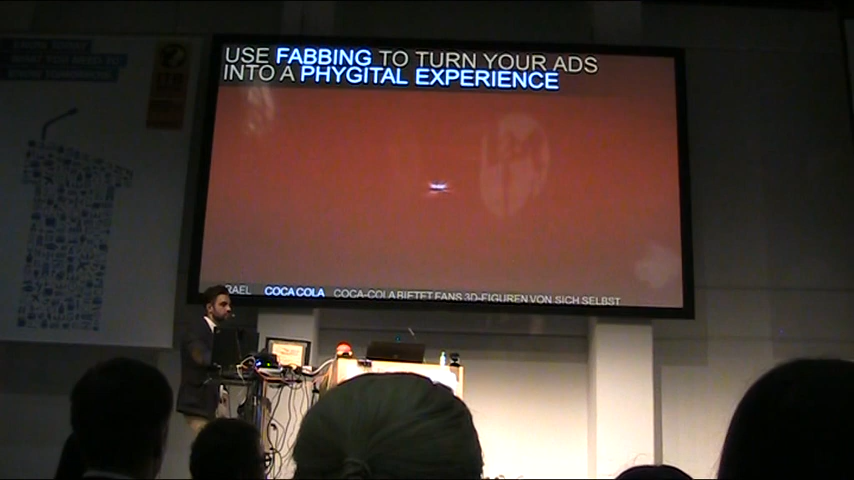 USE FABBING TO TURN YOUR ADS
INTO A PHYGITAL EXPERIENCE
RAEL COCA COLA COCA-COLA BIETET FANS 3D-FIGUREN VON SICH SELBST